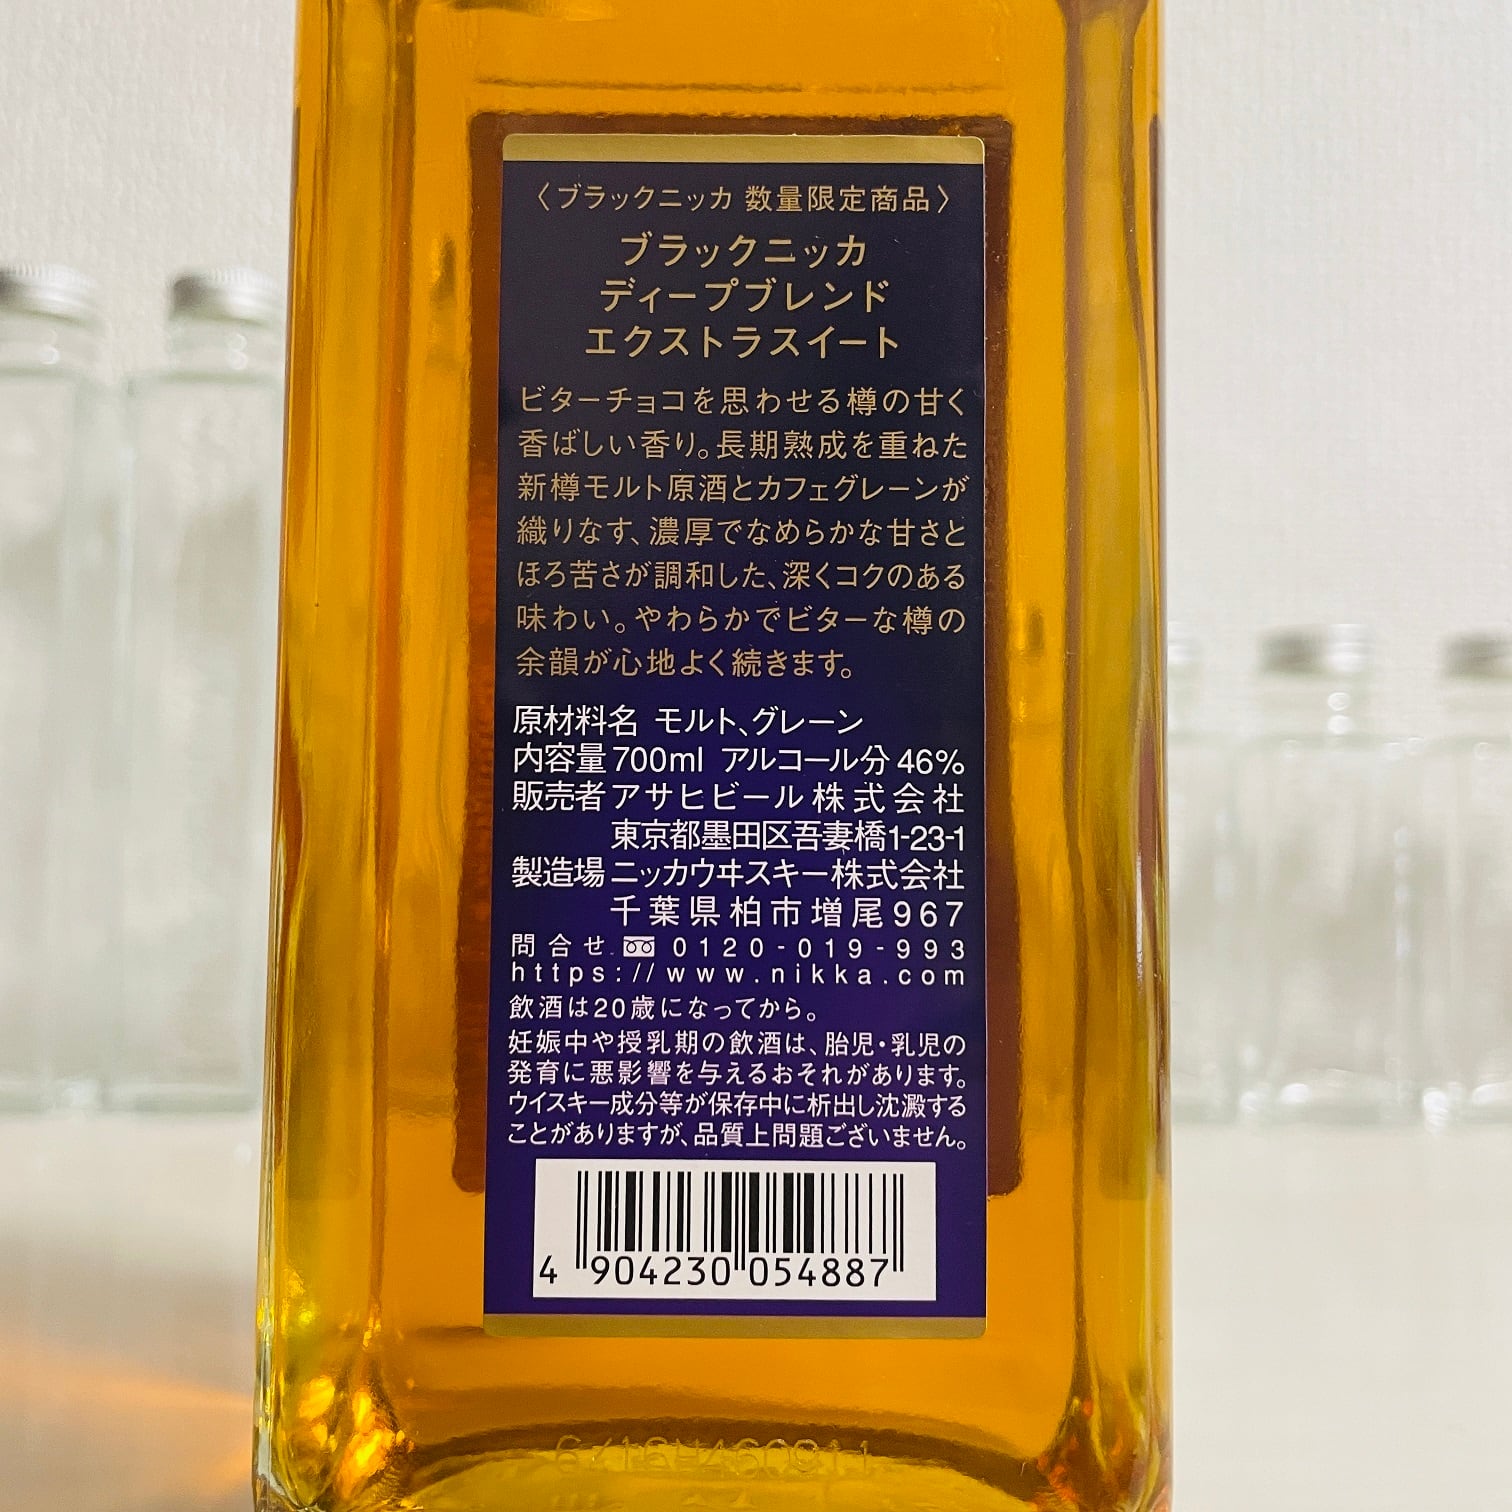 〈ブラックニッカ 数量限定商品〉
ブラックニッカ
ディープブレンド
エクストラスイート
ビターチョコを思わせる樽の甘く
香ばしい香り。長期熟成を重ねた
新樽モルト原酒とカフェグレーンが
織りなす、濃厚でなめらかな甘さと
ほろ苦さが調和した、深くコクのある
味わい。やわらかでビターな樽の
余韻が心地よく続きます。
原材料名 モルト、グレーン
内容量700ml アルコール分46%
販売者 アサヒビール株式会社
東京都墨田区吾妻橋1-23-1
製造場 ニッカウヰスキー株式会社
千葉県柏市増尾967
問合せ 0120-019-993
https://www.nikka.com
飲酒は20歳になってから。
妊娠中や授乳期の飲酒は、胎児・乳児の
発育に悪影響を与えるおそれがあります。
ウイスキー成分等が保存中に析出し沈澱する
ことがありますが、品質上問題ございません。
4 904230 054887